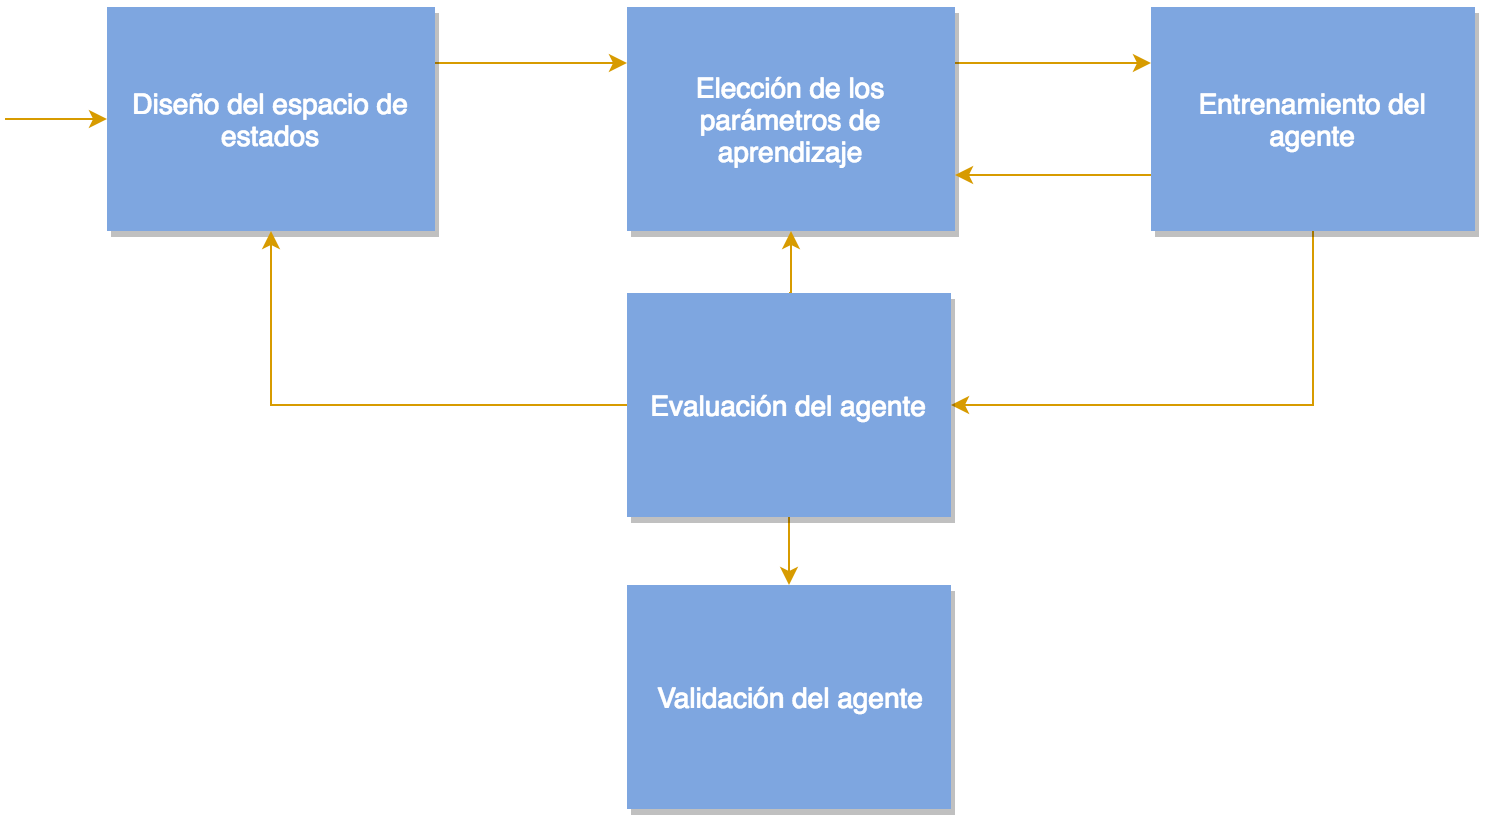 Diseño del espacio de
estados
Elección de los
parámetros de
aprendizaje
Entrenamiento del
agente
Evaluación del agente
Validación del agente